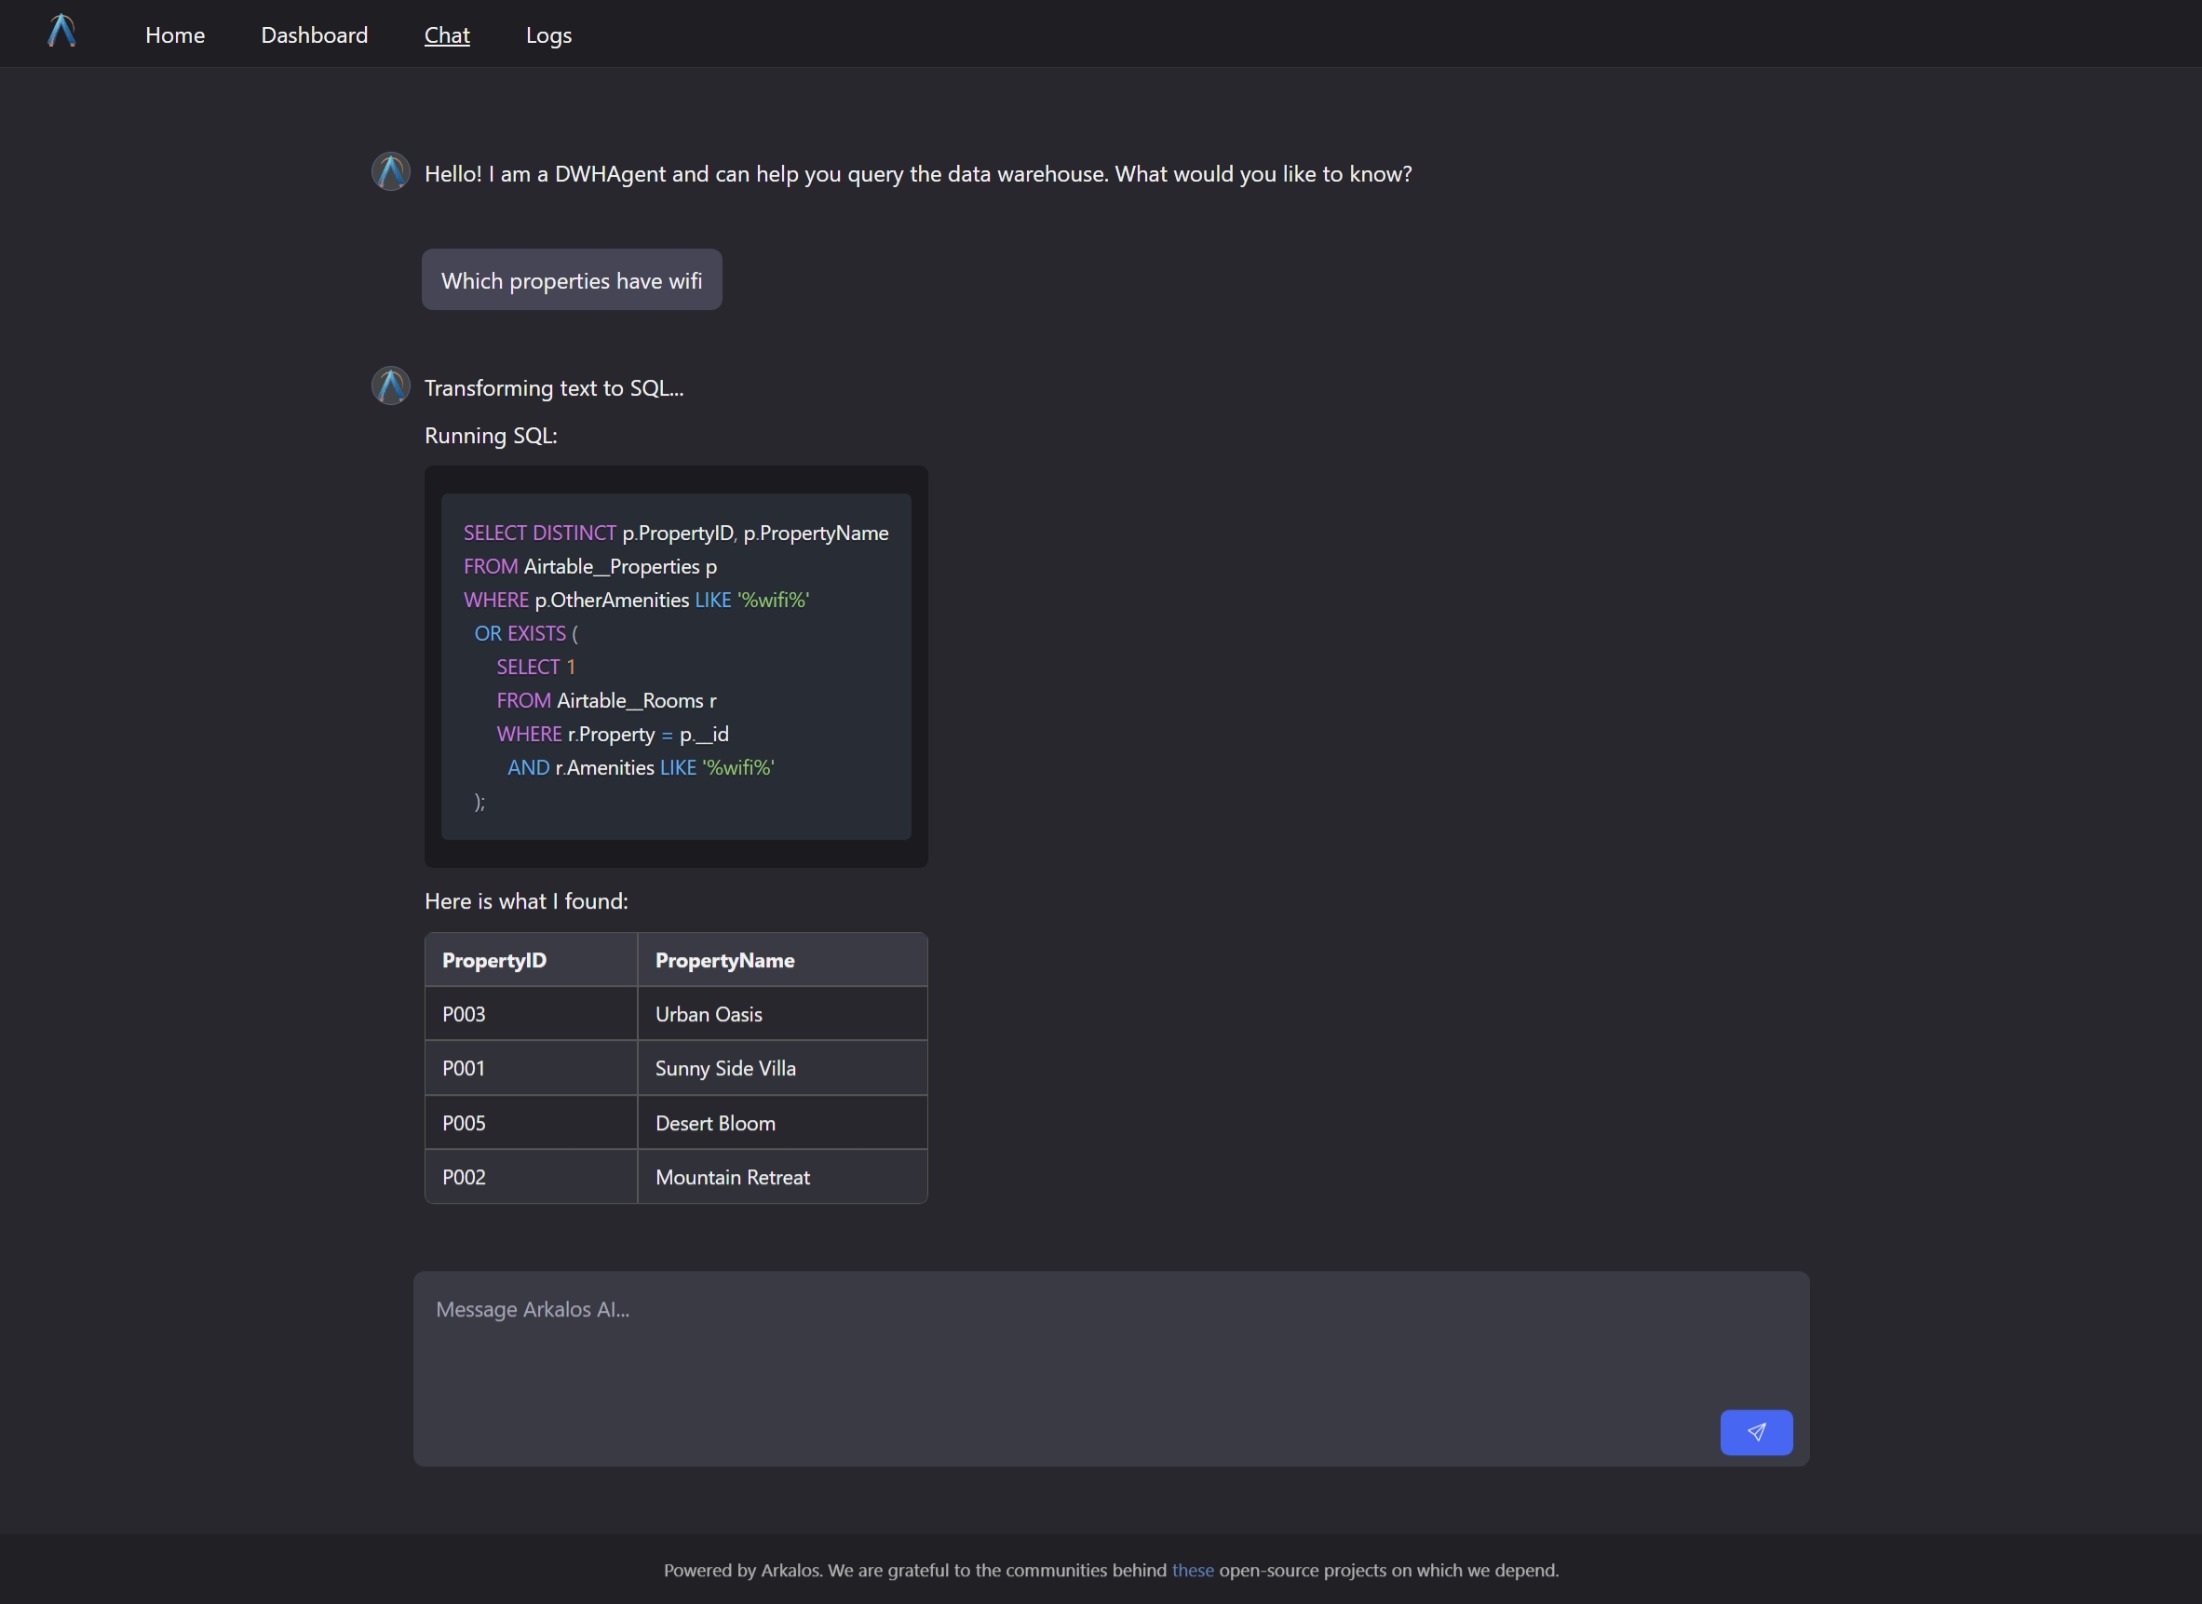 Home Dashboard Chat Logs
Hello! I am a DWHAgent and can help you query the data warehouse. What would you like to know?
Which properties have wifi
Transforming text to SQL...
Running SQL:
SELECT DISTINCT p.PropertyID, p.PropertyName
FROM Airtable__Properties p
WHERE p.OtherAmenities LIKE '%wifi%'
OR EXISTS (
SELECT 1
FROM Airtable__Rooms r
WHERE r.Property = p.__id
AND r.Amenities LIKE '%wifi%'
);
Here is what I found:
PropertyID PropertyName
P003 Urban Oasis
P001 Sunny Side Villa
P005 Desert Bloom
P002 Mountain Retreat
Message Arkalos AI...
Powered by Arkalos. We are grateful to the communities behind these open-source projects on which we depend.